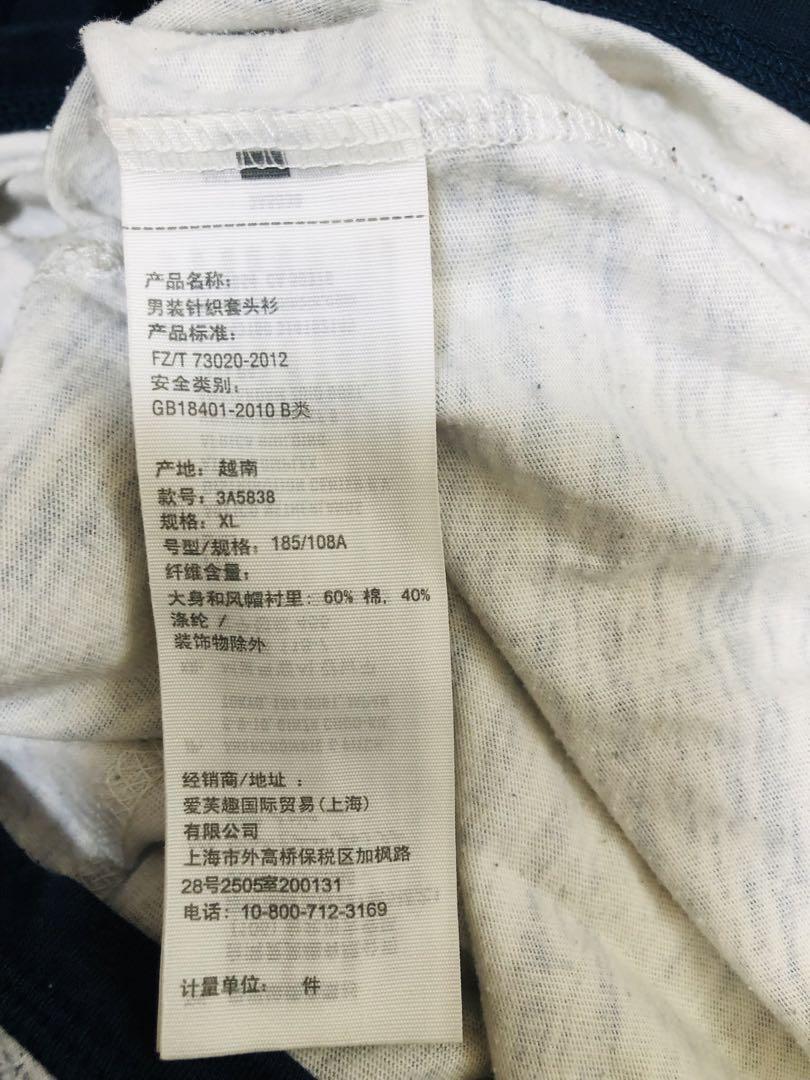 产品名称:
男装针织套头衫
产品标准:
FZ/T 73020-2012
安全类别:
GB18401-2010 B类
产地: 越南
款号: 3A5838
规格: XL
号型/规格: 185/108A
纤维含量:
大身和风帽衬里: 60% 棉, 40%
涤纶 /
装饰物除外
经销商/地址 :
爱芙趣国际贸易(上海)
有限公司
上海市外高桥保税区加枫路
28号2505室200131
电话: 10-800-712-3169
计量单位: 件